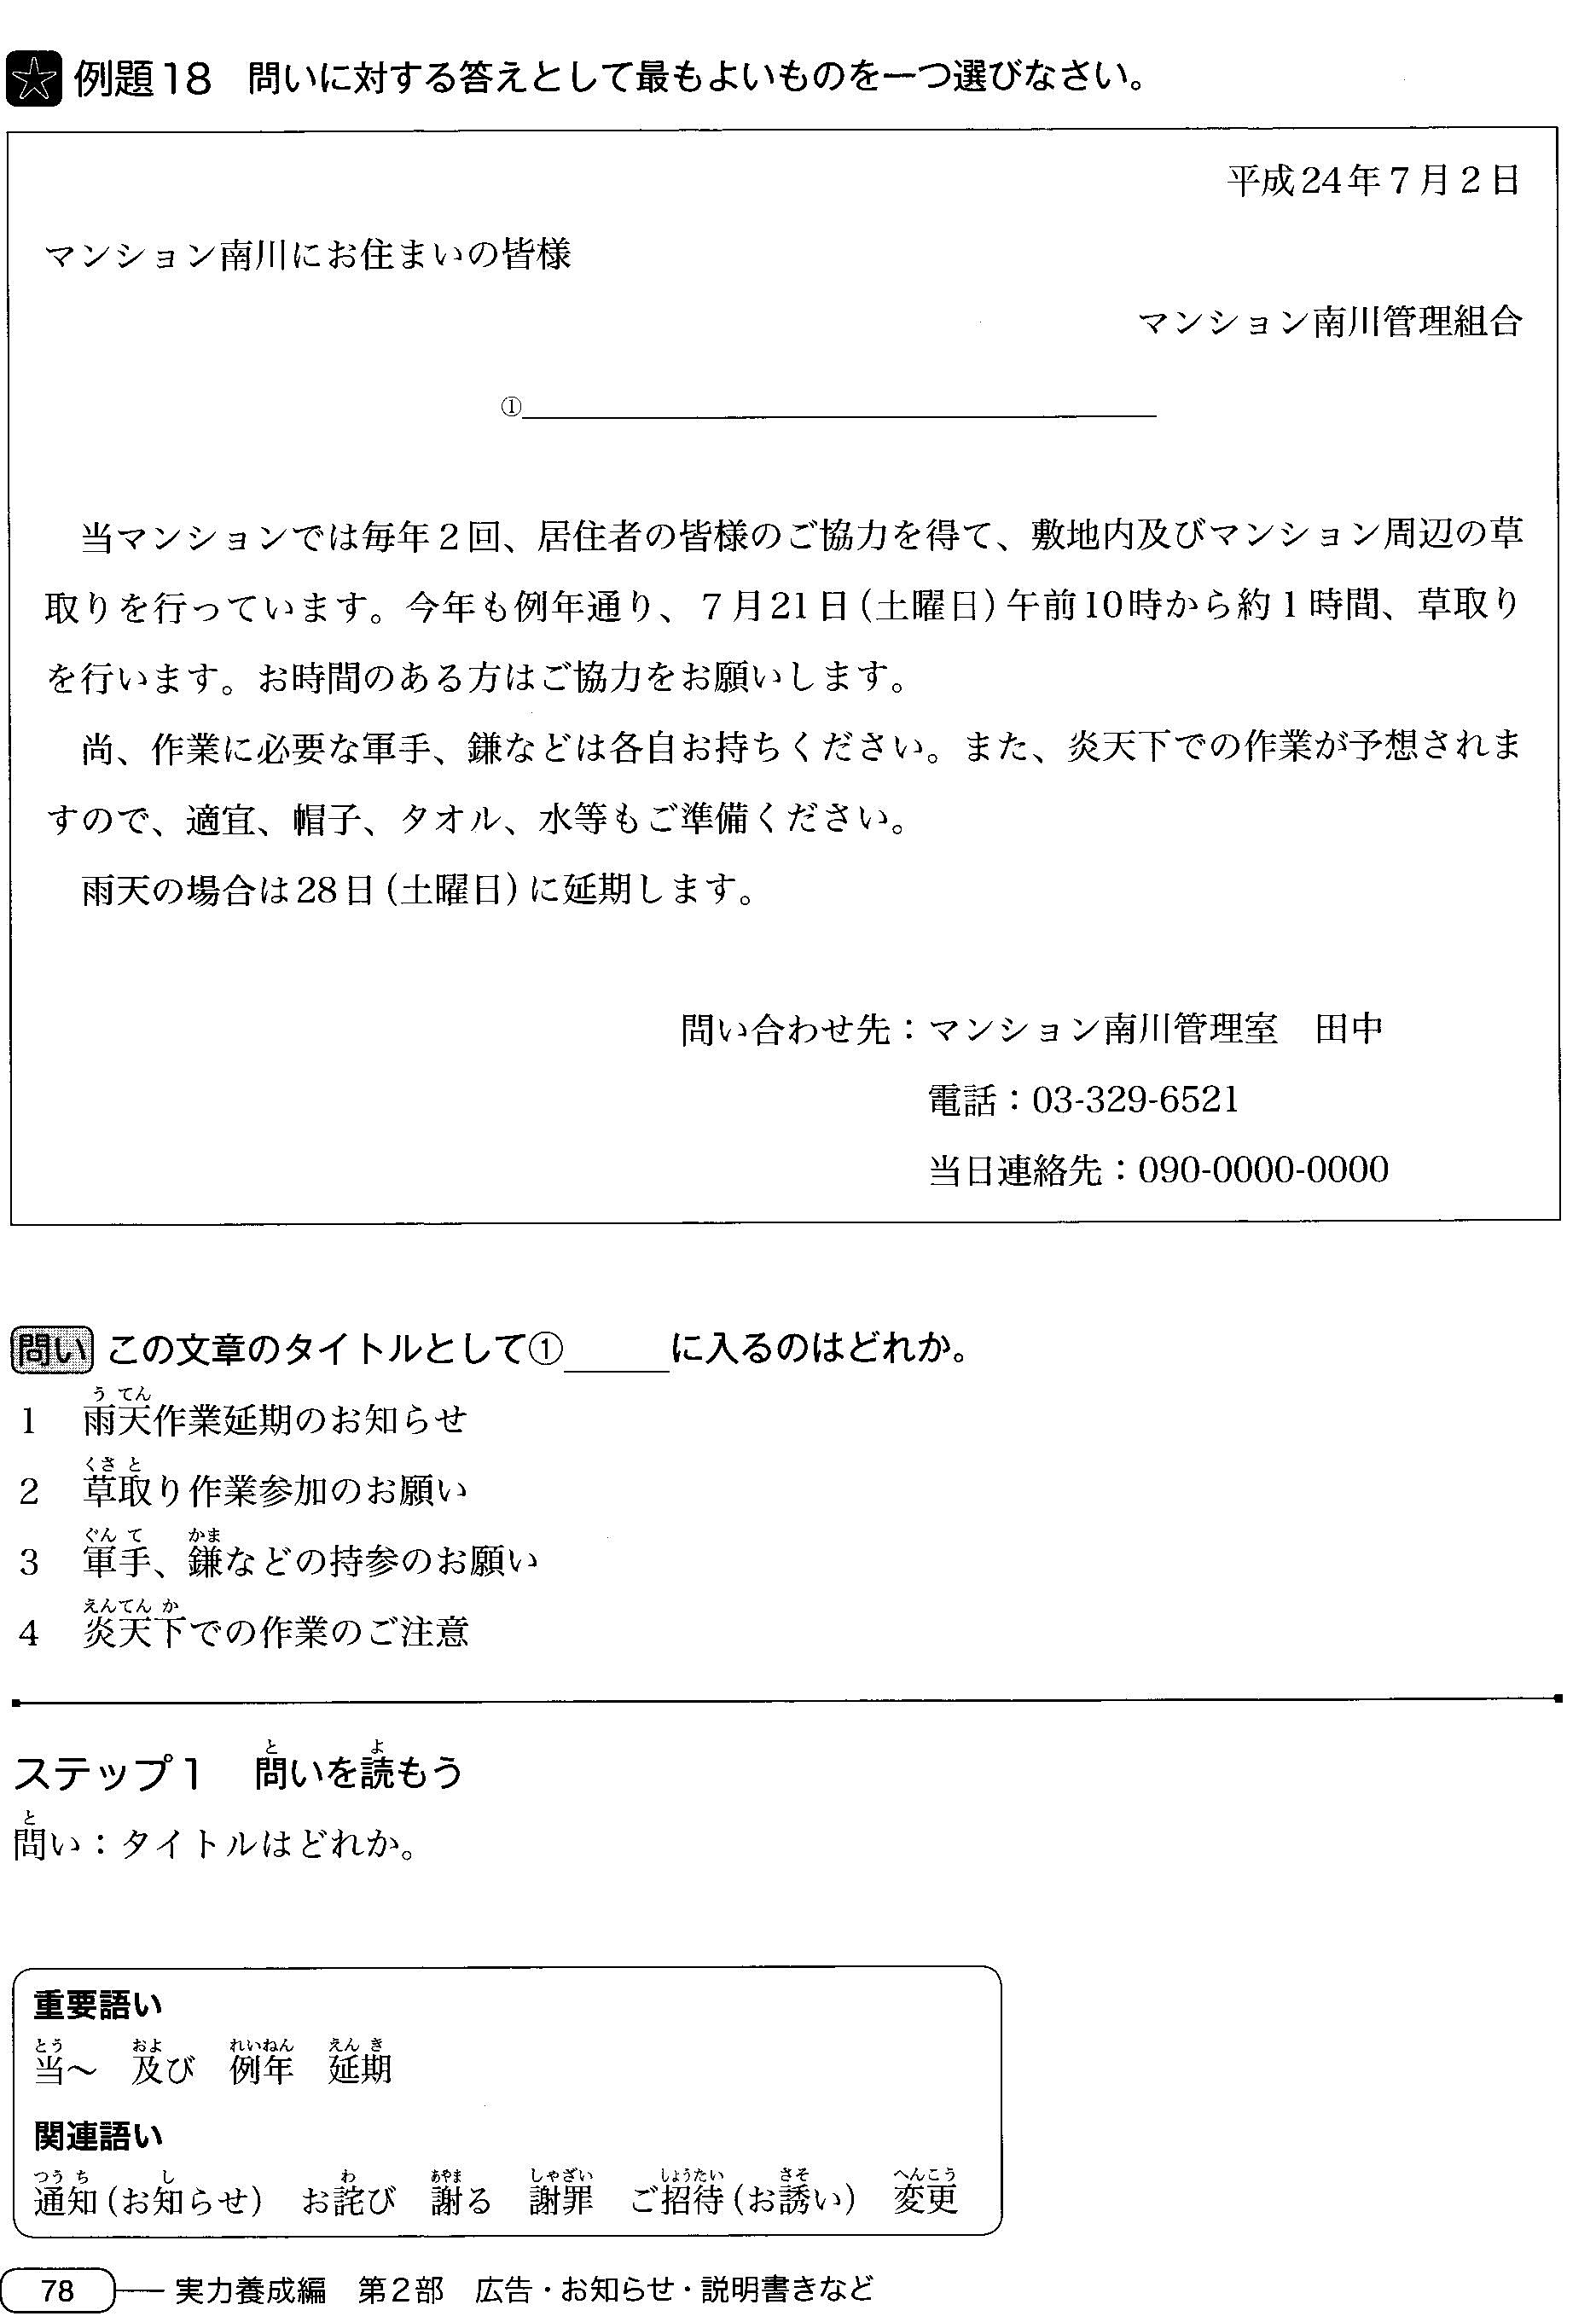 ☆ 例題18 問いに対する答えとして最もよいものを一つ選びなさい。
平成24年7月2日
マンション南川にお住まいの皆様
マンション南川管理組合
①
当マンションでは毎年2回、居住者の皆様のご協力を得て、敷地内及びマンション周辺の草
取りを行っています。今年も例年通り、7月21日(土曜日)午前10時から約1時間、草取り
を行います。お時間のある方はご協力をお願いします。
尚、作業に必要な軍手、鎌などは各自お持ちください。また、炎天下での作業が予想されま
すので、適宜、帽子、タオル、水等もご準備ください。
雨天の場合は28日(土曜日)に延期します。
問い合わせ先：マンション南川管理室 田中
電話：03-329-6521
当日連絡先：090-0000-0000
問い この文章のタイトルとして①____に入るのはどれか。
うてん
1 雨天作業延期のお知らせ
くさと
2 草取り作業参加のお願い
ぐんて かま
3 軍手、鎌などの持参のお願い
えんてんか
4 炎天下での作業のご注意
と よ
ステップ1 問いを読もう
と
問い：タイトルはどれか。
重要語い
とう およ れいねん えんき
当〜 及び 例年 延期
関連語い
つうち し わ あやま しゃざい しょうたい さそ へんこう
通知(お知らせ) お詫び 謝る 謝罪 ご招待(お誘い) 変更
78 実力養成編 第2部 広告・お知らせ・説明書きなど